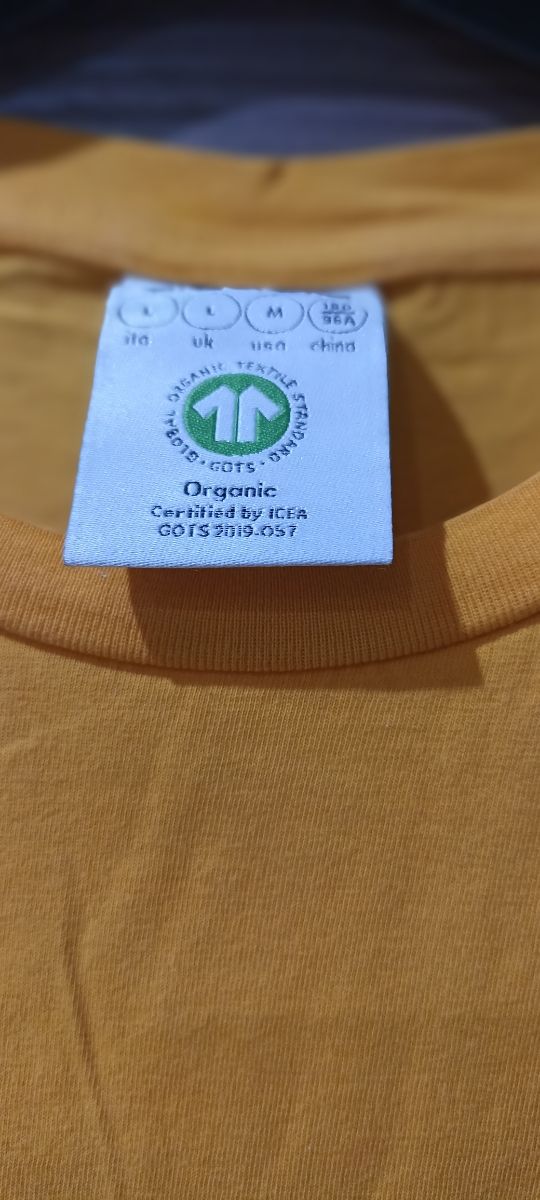 L L M 180 96A
ita uk usa china
GLOBAL ORGANIC TEXTILE STANDARD · GOTS ·
Organic
Certified by ICEA
GOTS 2019-057